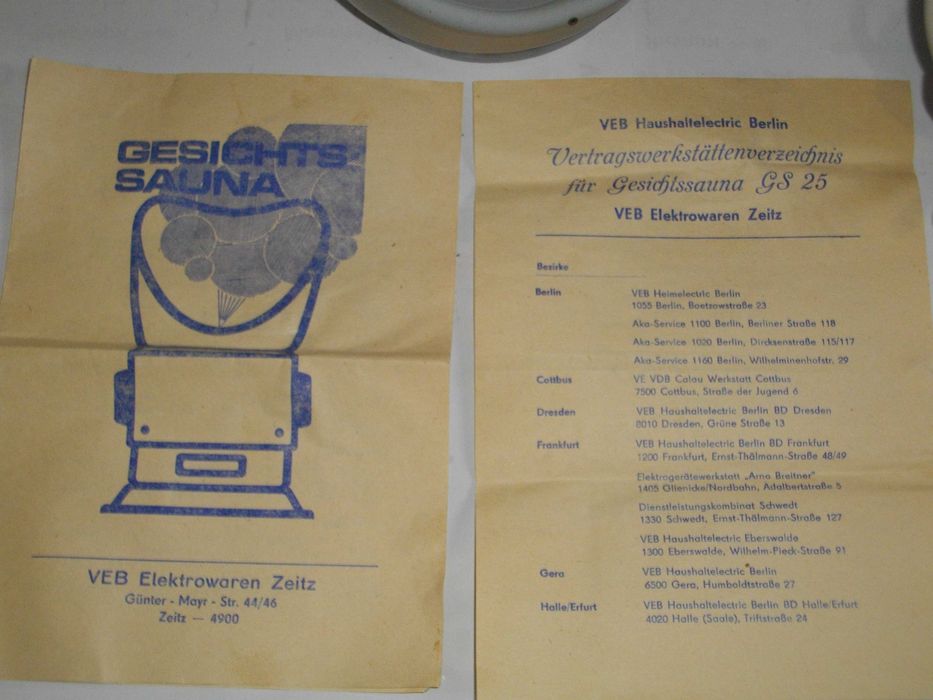 GESICHTS-
SAUNA
VEB Elektrowaren Zeitz
Günter - Mayr - Str. 44/46
Zeitz — 4900
VEB Haushaltelectric Berlin
Vertragswerkstättenverzeichnis
für Gesichtssauna GS 25
VEB Elektrowaren Zeitz
Bezirke
Berlin
VEB Heimelectric Berlin
1055 Berlin, Boetzowstraße 23
Aka-Service 1100 Berlin, Berliner Straße 118
Aka-Service 1020 Berlin, Dircksenstraße 115/117
Aka-Service 1160 Berlin, Wilhelminenhofstr. 29
Cottbus
VE VDB Calau Werkstatt Cottbus
7500 Cottbus, Straße der Jugend 6
Dresden
VEB Haushaltelectric Berlin BD Dresden
8010 Dresden, Grüne Straße 13
Frankfurt
VEB Haushaltelectric Berlin BD Frankfurt
1200 Frankfurt, Ernst-Thälmann-Straße 48/49
Elektrogerätewerkstatt „Arno Breitner"
1405 Glienicke/Nordbahn, Adalbertstraße 5
Dienstleistungskombinat Schwedt
1330 Schwedt, Ernst-Thälmann-Straße 127
VEB Haushaltelectric Eberswalde
1300 Eberswalde, Wilhelm-Pieck-Straße 91
Gera
VEB Haushaltelectric Berlin
6500 Gera, Humboldtstraße 27
Halle/Erfurt
VEB Haushaltelectric Berlin BD Halle/Erfurt
4020 Halle (Saale), Triftstraße 24